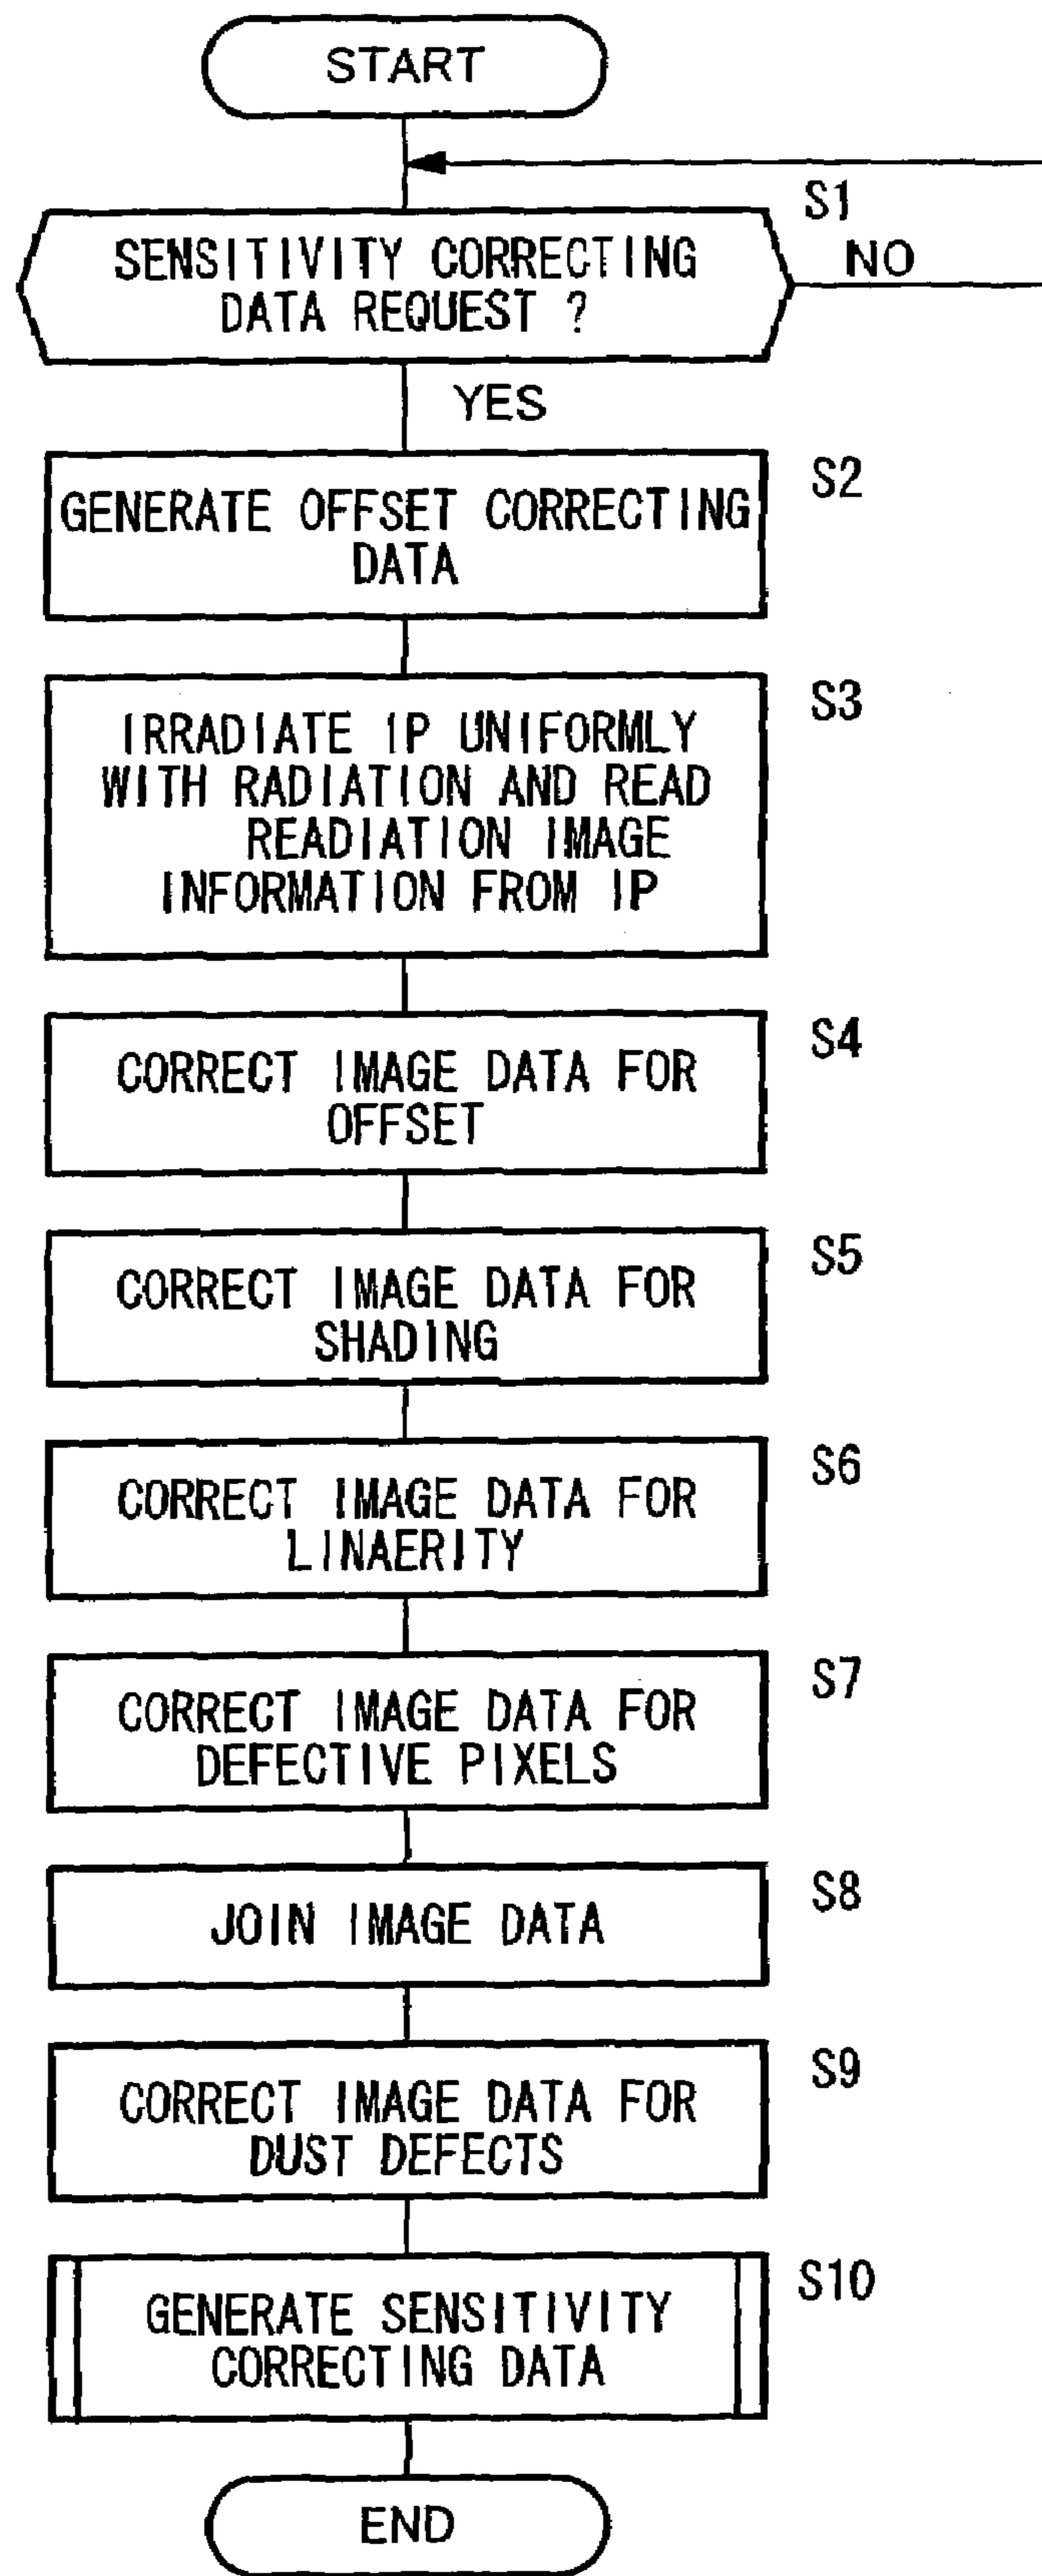 START
S1
SENSITIVITY CORRECTING
DATA REQUEST ?
NO
YES
S2
GENERATE OFFSET CORRECTING
DATA
S3
IRRADIATE IP UNIFORMLY
WITH RADIATION AND READ
READIATION IMAGE
INFORMATION FROM IP
S4
CORRECT IMAGE DATA FOR
OFFSET
S5
CORRECT IMAGE DATA FOR
SHADING
S6
CORRECT IMAGE DATA FOR
LINAERITY
S7
CORRECT IMAGE DATA FOR
DEFECTIVE PIXELS
S8
JOIN IMAGE DATA
S9
CORRECT IMAGE DATA FOR
DUST DEFECTS
S10
GENERATE SENSITIVITY
CORRECTING DATA
END